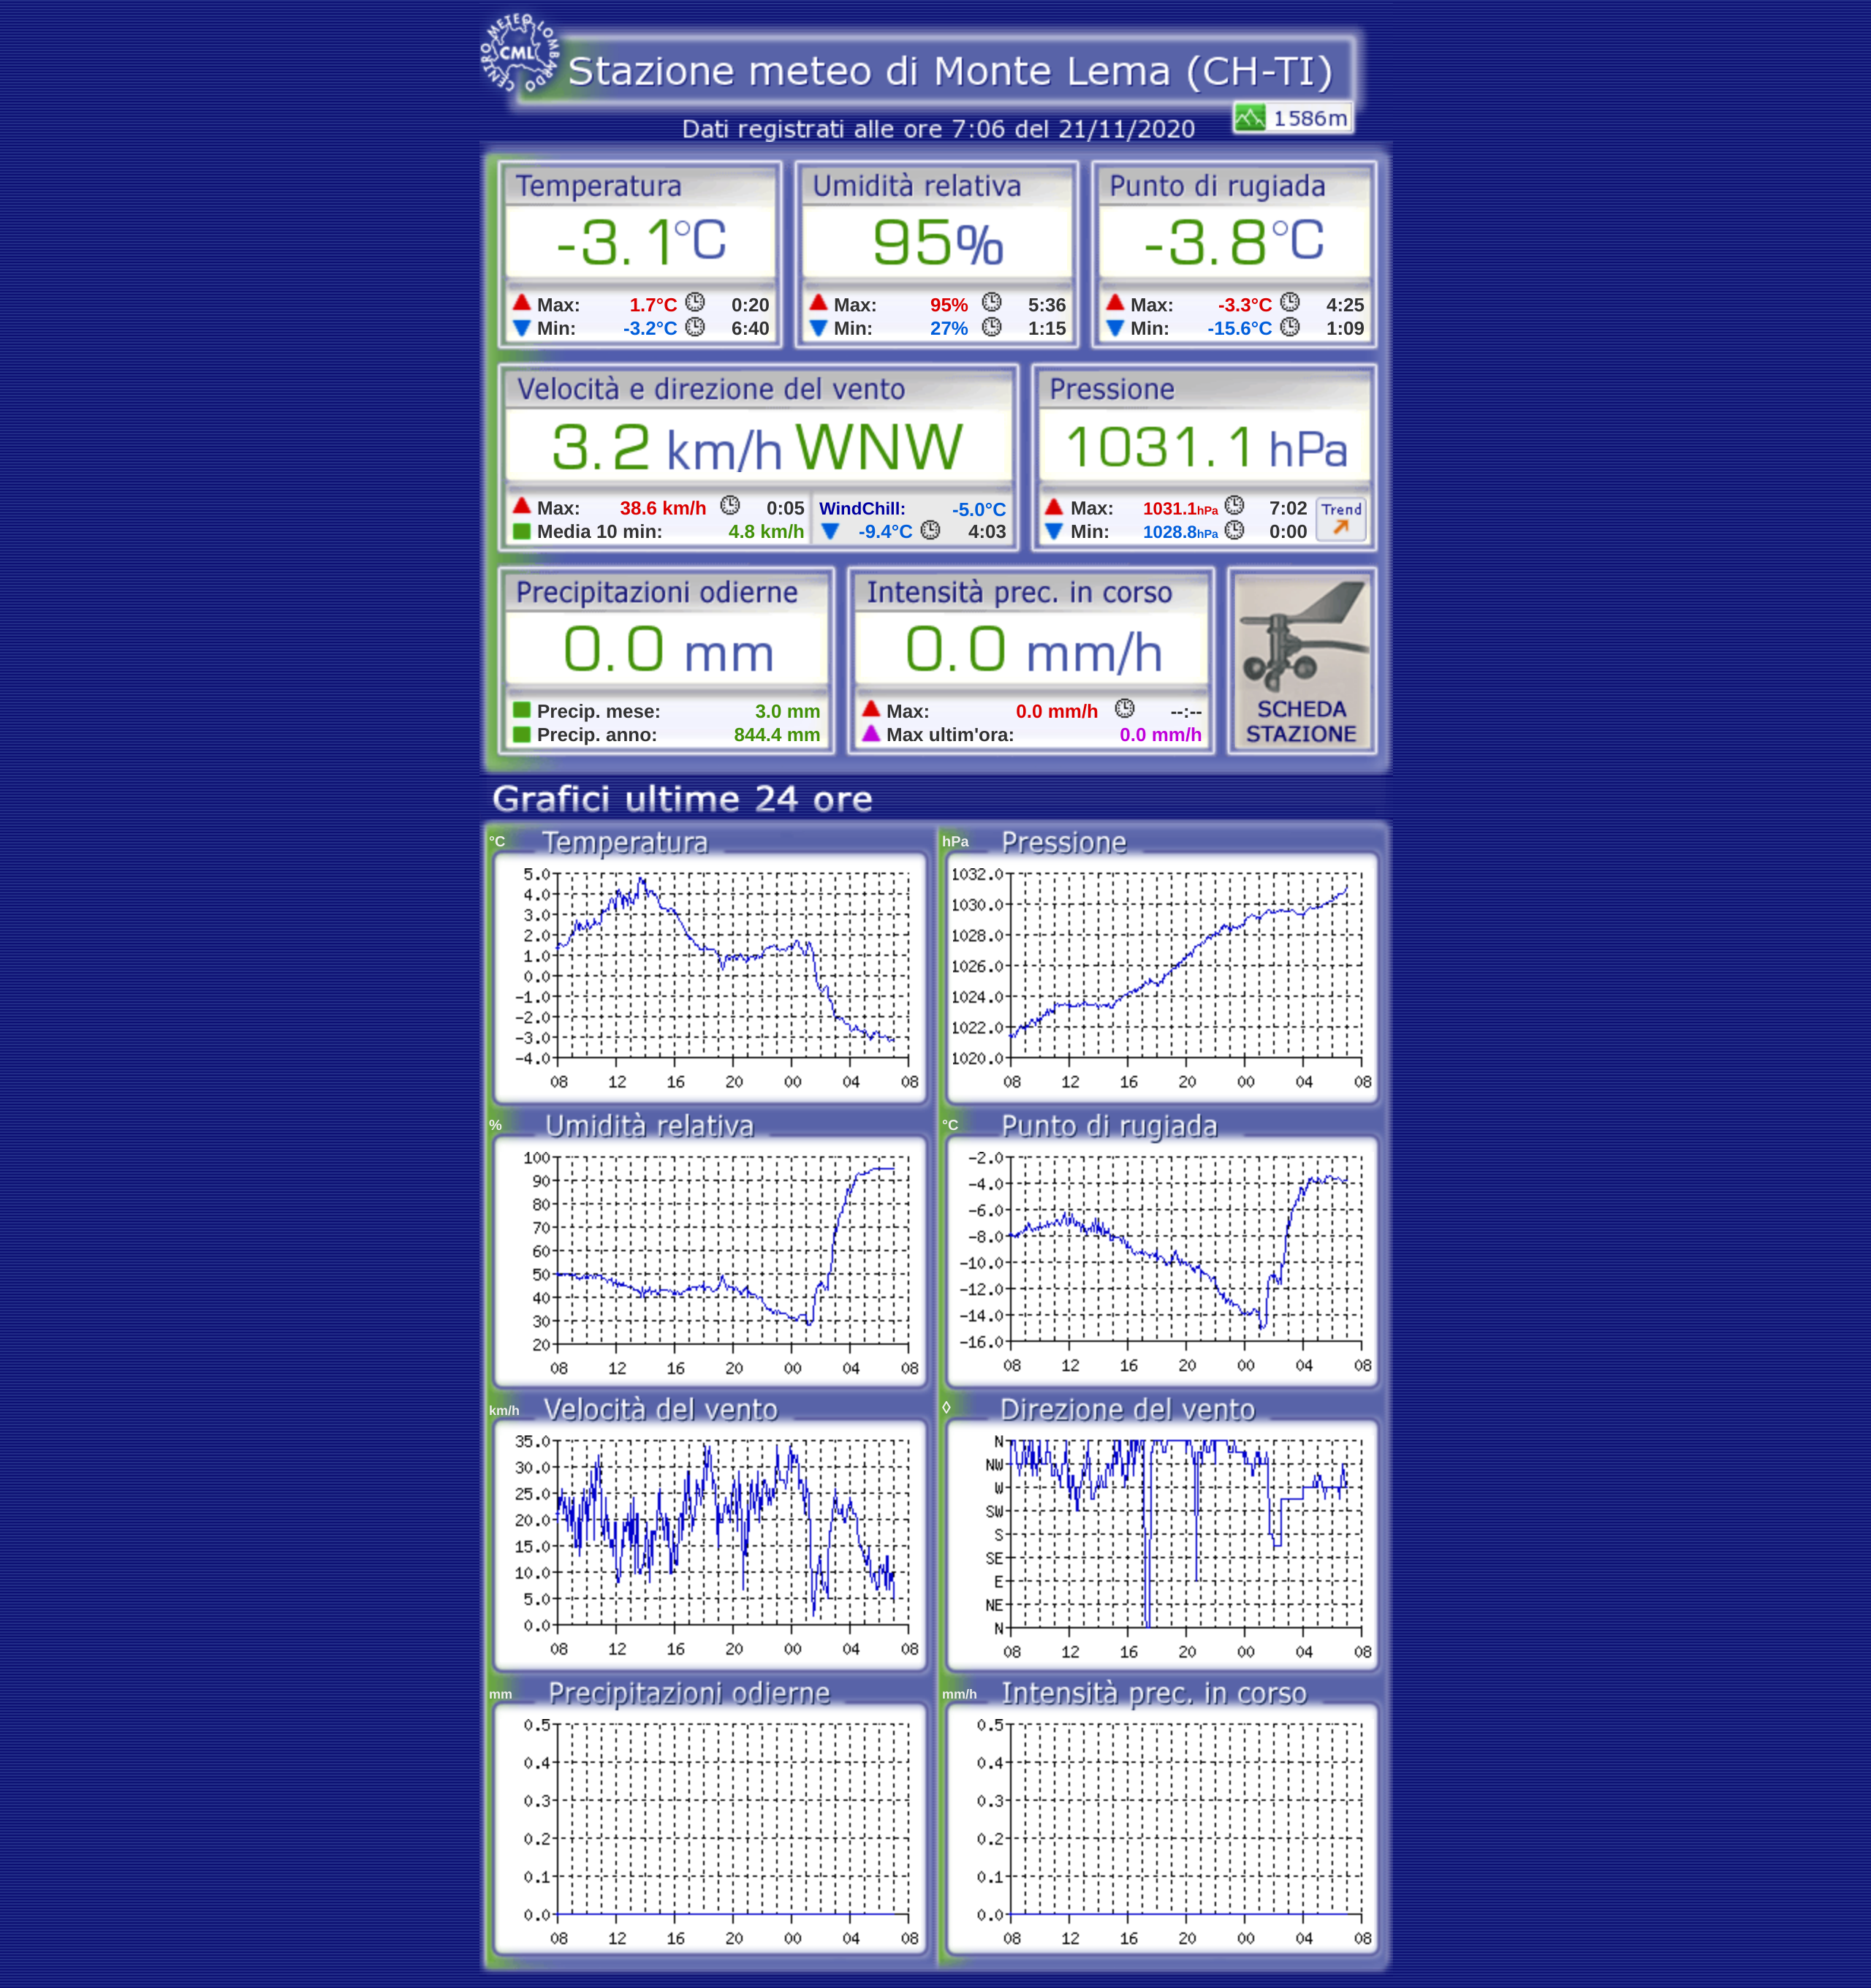 CENTRO METEO LOMBARDO
CML
Stazione meteo di Monte Lema (CH-TI)
1586m
Dati registrati alle ore 7:06 del 21/11/2020
Temperatura
-3.1°C
Max: 1.7°C 0:20
Min: -3.2°C 6:40
Umidità relativa
95%
Max: 95% 5:36
Min: 27% 1:15
Punto di rugiada
-3.8°C
Max: -3.3°C 4:25
Min: -15.6°C 1:09
Velocità e direzione del vento
3.2 km/h WNW
Max: 38.6 km/h 0:05
Media 10 min: 4.8 km/h
WindChill: -5.0°C
-9.4°C 4:03
Pressione
1031.1 hPa
Max: 1031.1hPa 7:02
Min: 1028.8hPa 0:00
Trend
Precipitazioni odierne
0.0 mm
Precip. mese: 3.0 mm
Precip. anno: 844.4 mm
Intensità prec. in corso
0.0 mm/h
Max: 0.0 mm/h --:--
Max ultim'ora: 0.0 mm/h
SCHEDA
STAZIONE
Grafici ultime 24 ore
°C Temperatura
5.0
4.0
3.0
2.0
1.0
0.0
-1.0
-2.0
-3.0
-4.0
08 12 16 20 00 04 08
hPa Pressione
1032.0
1030.0
1028.0
1026.0
1024.0
1022.0
1020.0
08 12 16 20 00 04 08
% Umidità relativa
100
90
80
70
60
50
40
30
20
08 12 16 20 00 04 08
°C Punto di rugiada
-2.0
-4.0
-6.0
-8.0
-10.0
-12.0
-14.0
-16.0
08 12 16 20 00 04 08
km/h Velocità del vento
35.0
30.0
25.0
20.0
15.0
10.0
5.0
0.0
08 12 16 20 00 04 08
◊ Direzione del vento
N
NW
W
SW
S
SE
E
NE
N
08 12 16 20 00 04 08
mm Precipitazioni odierne
0.5
0.4
0.3
0.2
0.1
0.0
08 12 16 20 00 04 08
mm/h Intensità prec. in corso
0.5
0.4
0.3
0.2
0.1
0.0
08 12 16 20 00 04 08